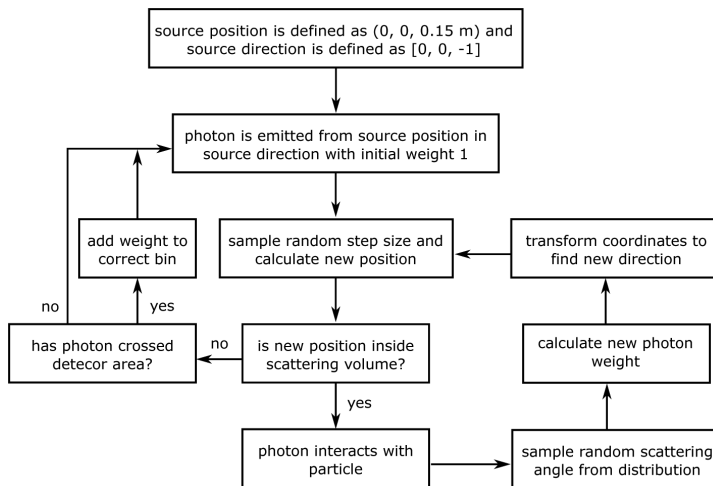 source position is defined as (0, 0, 0.15 m) and
source direction is defined as [0, 0, -1]
photon is emitted from source position in
source direction with initial weight 1
add weight to
correct bin
sample random step size and
calculate new position
transform coordinates to
find new direction
no
yes
has photon crossed
detecor area?
no
is new position inside
scattering volume?
calculate new photon
weight
yes
photon interacts with
particle
sample random scattering
angle from distribution